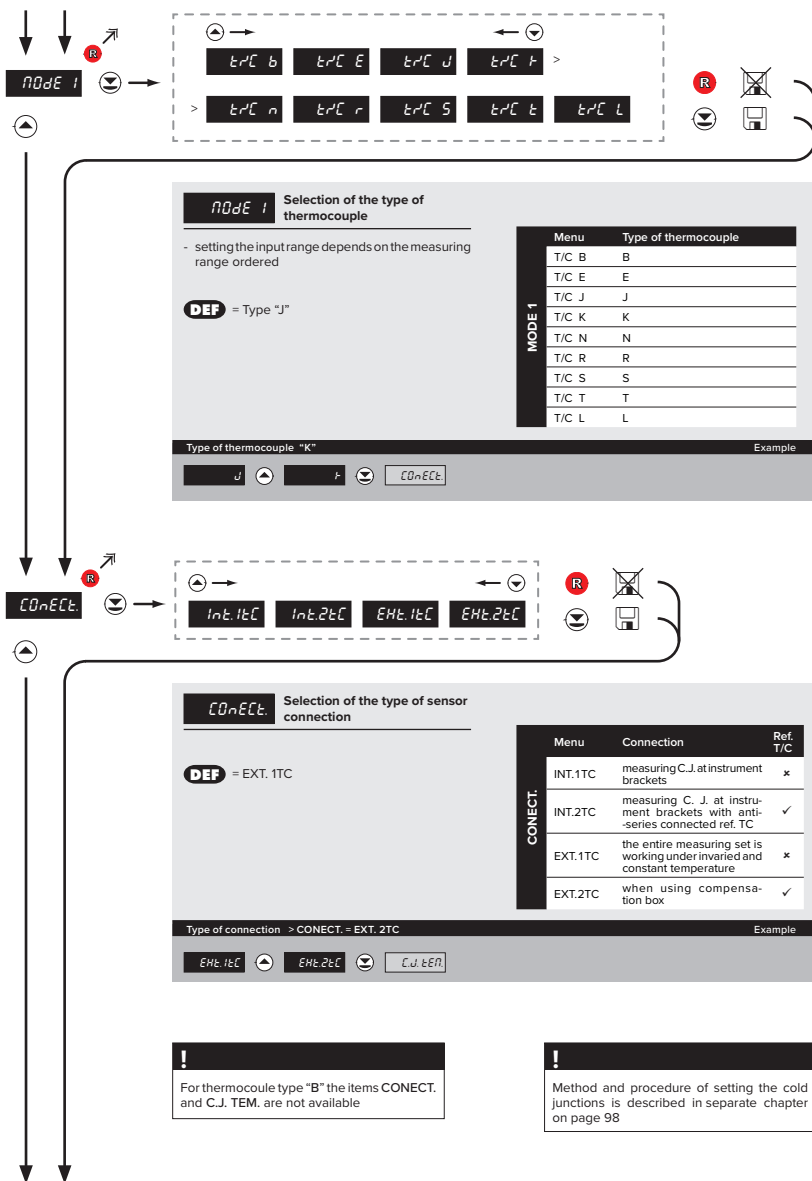 R
MODE 1
T/C B T/C E T/C J T/C K >
> T/C N T/C R T/C S T/C T T/C L
R
MODE 1
Selection of the type of
thermocouple
- setting the input range depends on the measuring
range ordered
DEF = Type “J”
MODE 1
Menu Type of thermocouple
T/C B B
T/C E E
T/C J J
T/C K K
T/C N N
T/C R R
T/C S S
T/C T T
T/C L L
Type of thermocouple “K” Example
J K CONECT.
R
CONECT.
INT.1TC INT.2TC EXT.1TC EXT.2TC
R
CONECT.
Selection of the type of sensor
connection
DEF = EXT. 1TC
CONECT.
Menu Connection Ref.
T/C
INT.1TC measuring C.J. at instrument
brackets ×
INT.2TC measuring C. J. at instru-
ment brackets with anti-
-series connected ref. TC ✓
EXT.1TC the entire measuring set is
working under invaried and
constant temperature ×
EXT.2TC when using compensa-
tion box ✓
Type of connection > CONECT. = EXT. 2TC Example
EXT.1TC EXT.2TC C.J. TEM.
!
For thermocoule type “B” the items CONECT.
and C.J. TEM. are not available
!
Method and procedure of setting the cold
junctions is described in separate chapter
on page 98